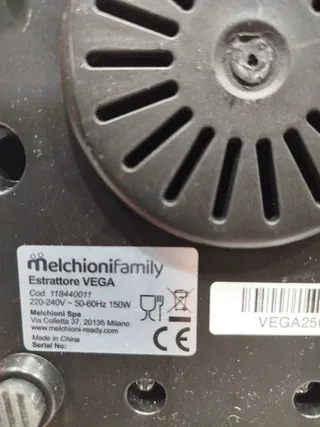 melchionifamily
Estrattore VEGA
Cod. 118440011
220-240V ~ 50-60Hz 150W
Melchioni Spa
Via Colletta 37, 20135 Milano
www.melchioni-ready.com
Made in China
Serial No:
CE
VEGA250